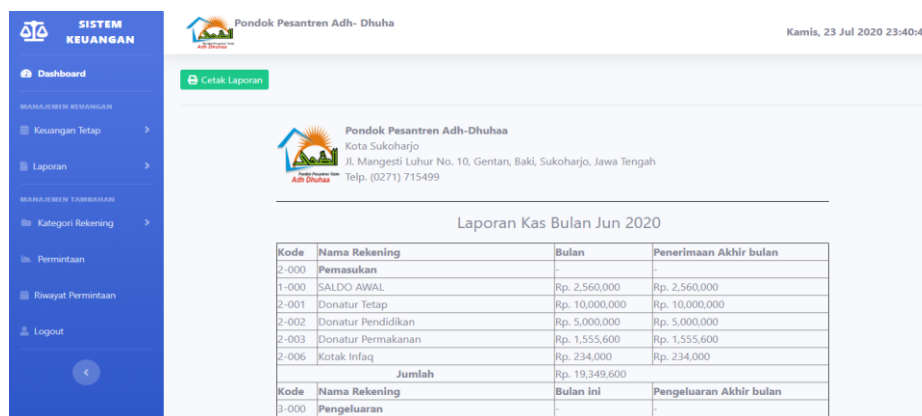 SISTEM
KEUANGAN
Dashboard
MANAJEMEN KEUANGAN
Keuangan Tetap
Laporan
MANAJEMEN TAMBAHAN
Kategori Rekening
Permintaan
Riwayat Permintaan
Logout
Adh Dhuhaa
Pondok Pesantren Adh- Dhuha
Kamis, 23 Jul 2020 23:40:4
Cetak Laporan
Pondok Pesantren Yatim
Adh Dhuhaa
Pondok Pesantren Adh-Dhuhaa
Kota Sukoharjo
Jl. Mangesti Luhur No. 10, Gentan, Baki, Sukoharjo, Jawa Tengah
Telp. (0271) 715499
Laporan Kas Bulan Jun 2020
Kode Nama Rekening Bulan Penerimaan Akhir bulan
2-000 Pemasukan - -
1-000 SALDO AWAL Rp. 2,560,000 Rp. 2,560,000
2-001 Donatur Tetap Rp. 10,000,000 Rp. 10,000,000
2-002 Donatur Pendidikan Rp. 5,000,000 Rp. 5,000,000
2-003 Donatur Permakanan Rp. 1,555,600 Rp. 1,555,600
2-006 Kotak Infaq Rp. 234,000 Rp. 234,000
Jumlah Rp. 19,349,600
Kode Nama Rekening Bulan ini Pengeluaran Akhir bulan
3-000 Pengeluaran - -